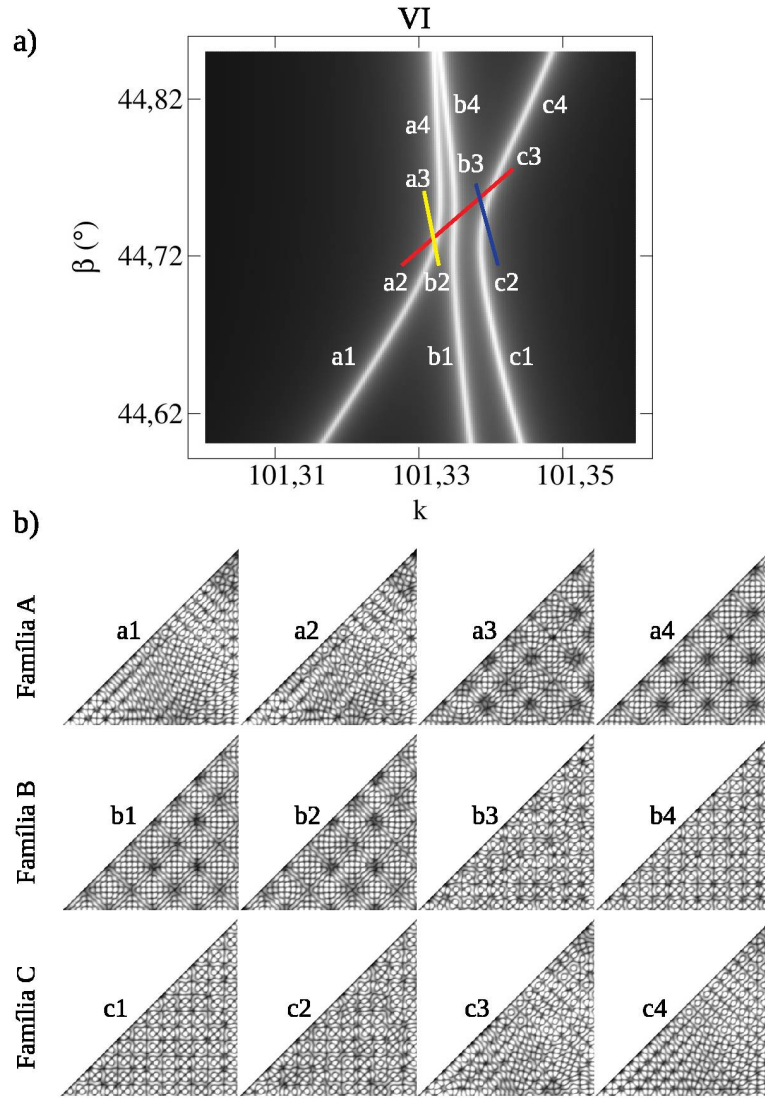 VI
a)
44,82
44,72
44,62
β (°)
a4
b4
c4
a3
b3
c3
a2
b2
c2
a1
b1
c1
101,31
101,33
101,35
k
b)
Família A
a1
a2
a3
a4
Família B
b1
b2
b3
b4
Família C
c1
c2
c3
c4